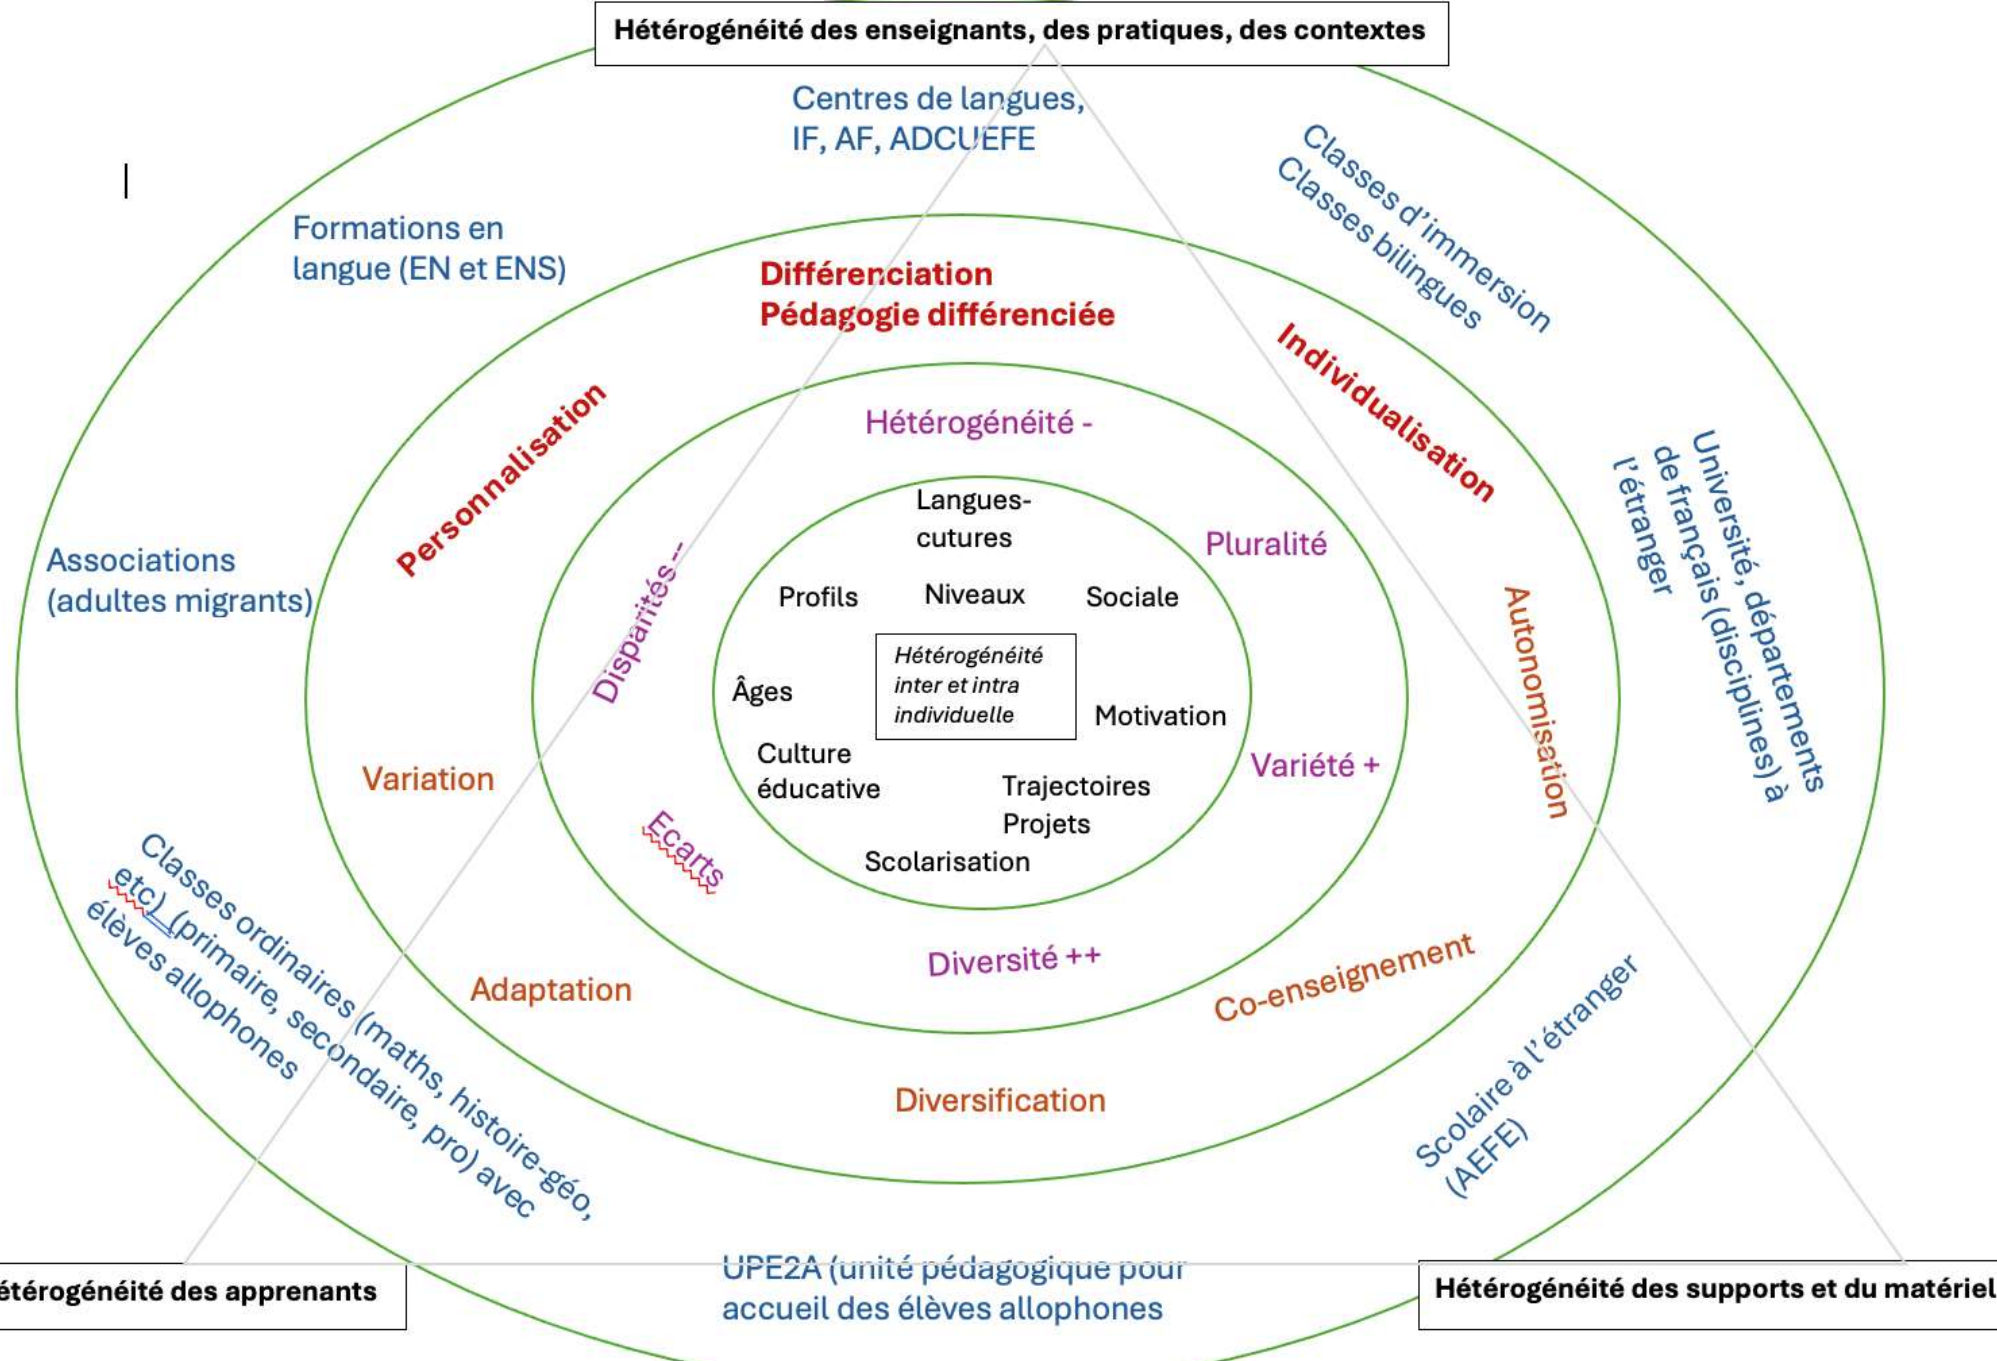 Hétérogénéité des enseignants, des pratiques, des contextes
Centres de langues,
IF, AF, ADCUEFE
Classes d'immersion
Classes bilingues
Formations en
langue (EN et ENS)
Différenciation
Pédagogie différenciée
Individualisation
Personnalisation
Hétérogénéité -
Université, départements
de français (disciplines) à
l'étranger
Langues-
cutures
Pluralité
Associations
(adultes migrants)
Disparités --
Profils
Niveaux
Sociale
Autonomisation
Hétérogénéité
inter et intra
individuelle
Âges
Motivation
Culture
éducative
Variété +
Variation
Trajectoires
Projets
Ecarts
Scolarisation
Classes ordinaires (maths, histoire-géo,
etc) (primaire, secondaire, pro) avec
élèves allophones
Diversité ++
Co-enseignement
Adaptation
Scolaire à l'étranger
(AEFE)
Diversification
UPE2A (unité pédagogique pour
accueil des élèves allophones
étérogénéité des apprenants
Hétérogénéité des supports et du matériel